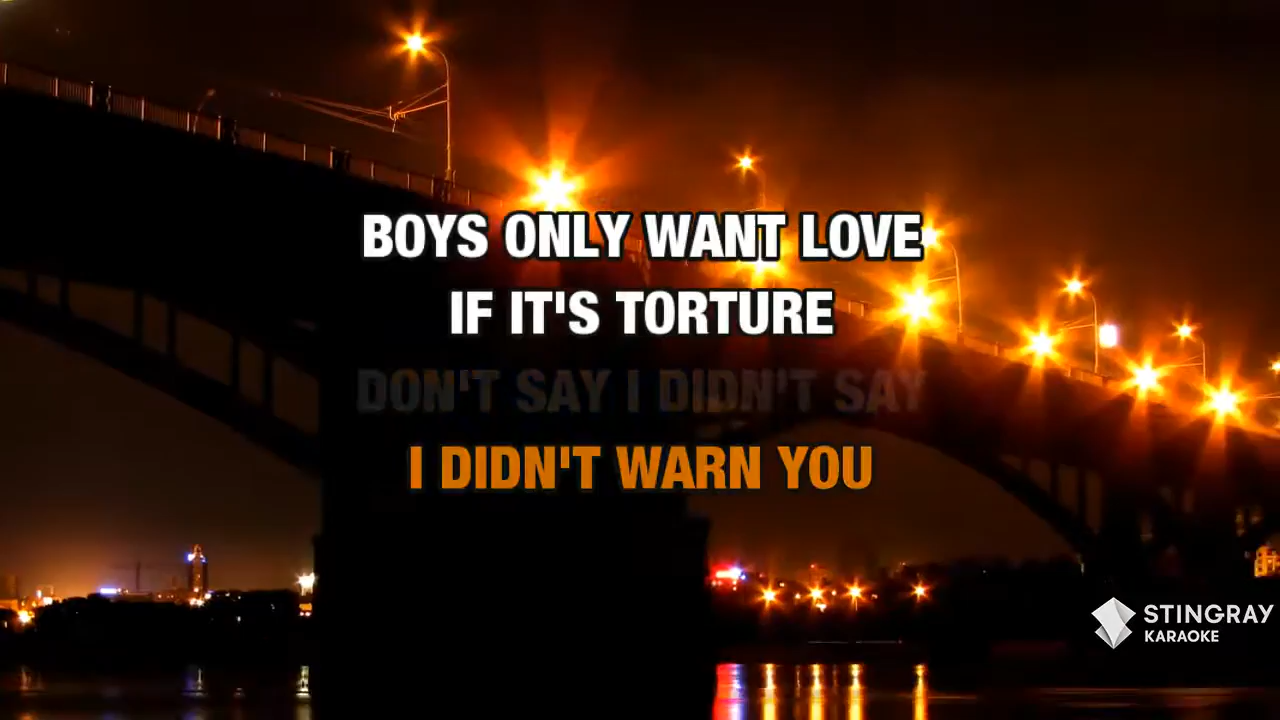 BOYS ONLY WANT LOVE
IF IT'S TORTURE
DON'T SAY I DIDN'T SAY
I DIDN'T WARN YOU
STINGRAY
KARAOKE